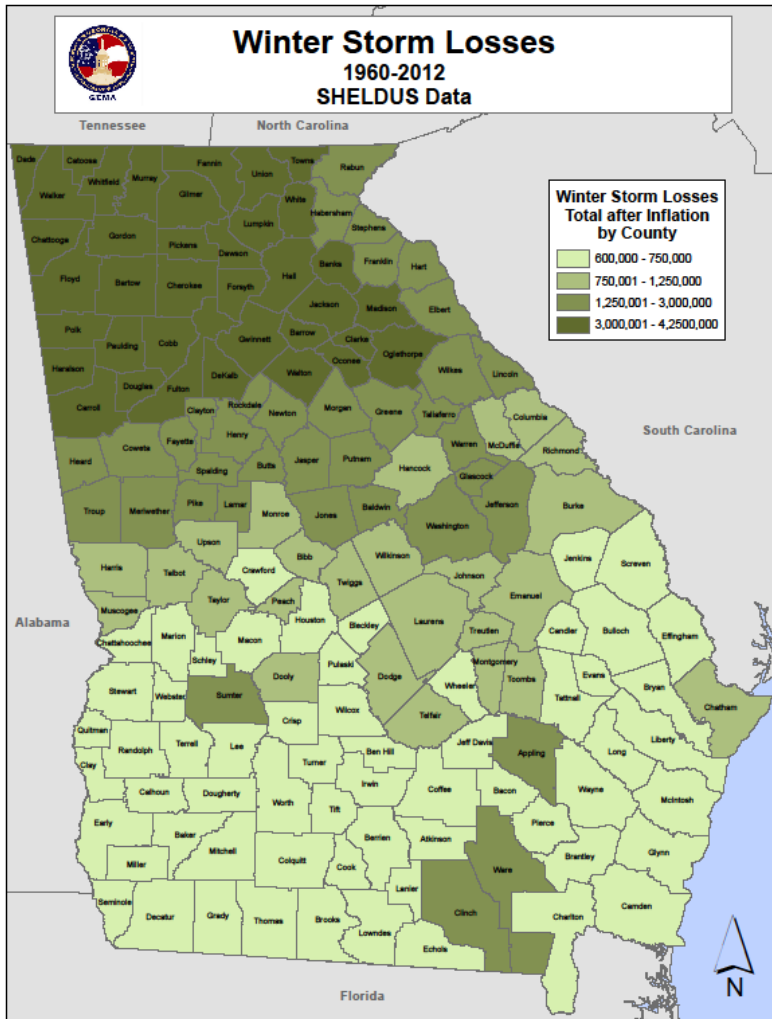 Winter Storm Losses
1960-2012
SHELDUS Data
GEMA
Tennessee
North Carolina
Winter Storm Losses
Total after Inflation
by County
600,000 - 750,000
750,001 - 1,250,000
1,250,001 - 3,000,000
3,000,001 - 4,2500,000
Dade
Catoosa
Fannin
Towns
Rabun
Whitfield
Murray
Union
Walker
Gilmer
White
Habersham
Lumpkin
Stephens
Chattooga
Gordon
Pickens
Dawson
Banks
Franklin
Hart
Floyd
Bartow
Cherokee
Forsyth
Hall
Jackson
Madison
Elbert
Polk
Paulding
Cobb
Gwinnett
Barrow
Clarke
Oglethorpe
Oconee
Haralson
Douglas
Fulton
DeKalb
Walton
Wilkes
Lincoln
Carroll
Clayton
Rockdale
Newton
Morgan
Greene
Taliaferro
Columbia
McDuffie
South Carolina
Heard
Coweta
Fayette
Henry
Warren
Richmond
Spalding
Butts
Jasper
Putnam
Hancock
Glascock
Troup
Meriwether
Pike
Lamar
Monroe
Jones
Baldwin
Washington
Jefferson
Burke
Upson
Wilkinson
Jenkins
Screven
Harris
Talbot
Crawford
Bibb
Twiggs
Johnson
Emanuel
Muscogee
Taylor
Peach
Laurens
Alabama
Chattahoochee
Marion
Macon
Houston
Bleckley
Treutlen
Candler
Bulloch
Effingham
Schley
Pulaski
Montgomery
Toombs
Evans
Stewart
Webster
Sumter
Dooly
Dodge
Wheeler
Tattnall
Bryan
Chatham
Wilcox
Telfair
Quitman
Randolph
Terrell
Lee
Crisp
Jeff Davis
Appling
Long
Liberty
Clay
Turner
Ben Hill
Irwin
Coffee
Bacon
Wayne
McIntosh
Calhoun
Dougherty
Worth
Tift
Early
Baker
Mitchell
Berrien
Atkinson
Pierce
Brantley
Glynn
Miller
Colquitt
Cook
Ware
Lanier
Clinch
Seminole
Decatur
Grady
Thomas
Brooks
Lowndes
Echols
Charlton
Camden
Florida
N